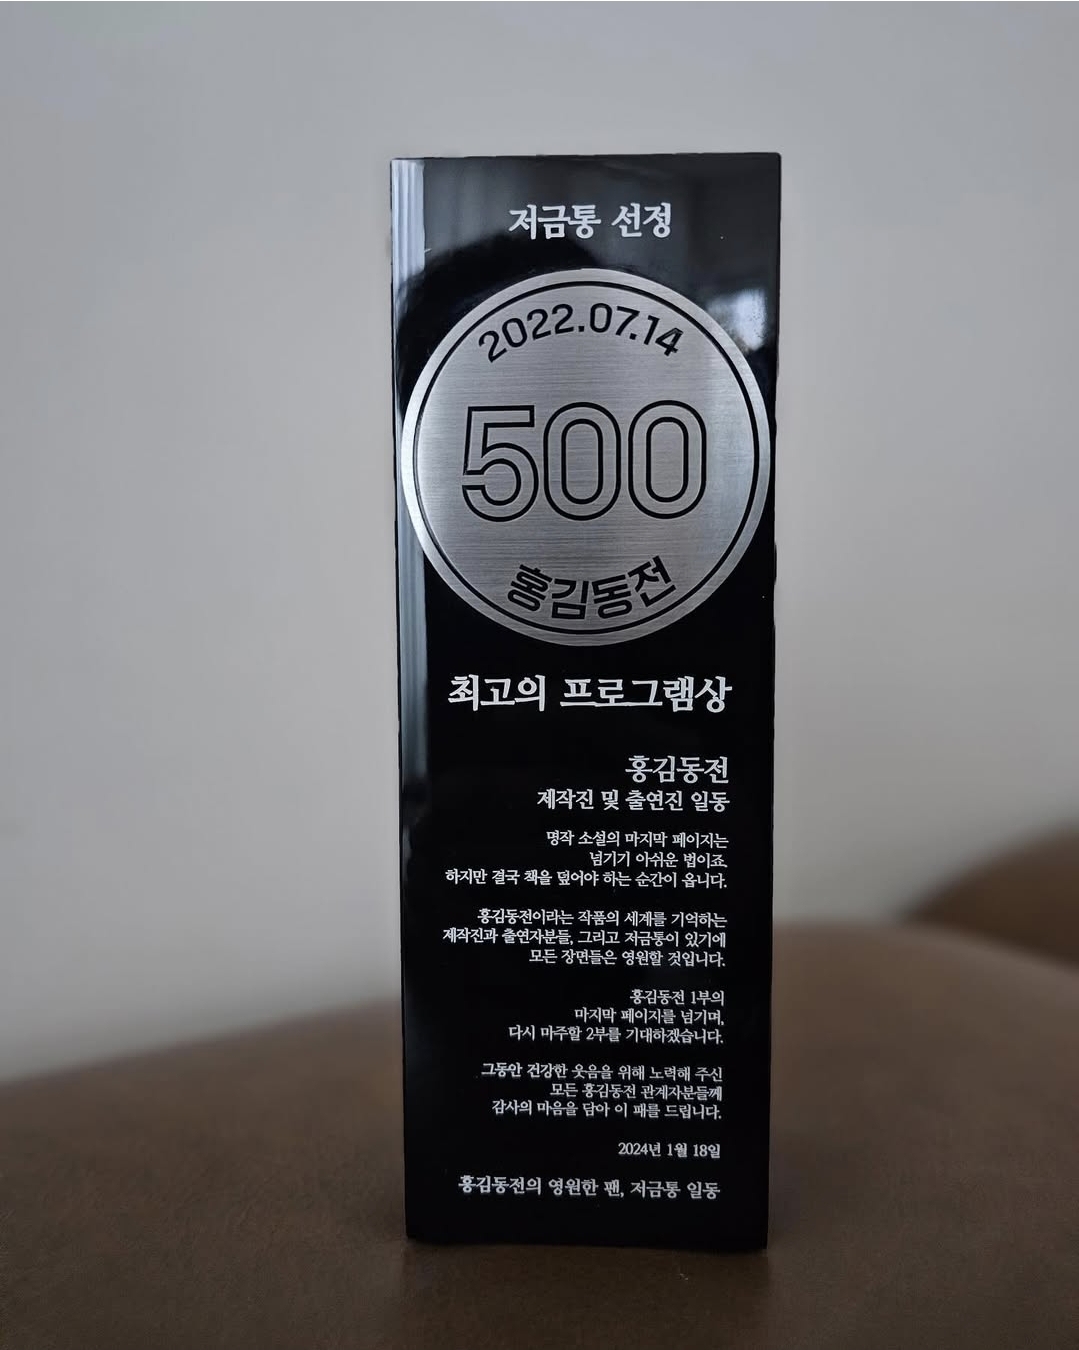 저금통 선정
2022.07.14
500
홍김동전
최고의 프로그램상
홍김동전
제작진 및 출연진 일동
명작 소설의 마지막 페이지는
넘기기 아쉬운 법이죠.
하지만 결국 책을 덮어야 하는 순간이 옵니다.
홍김동전이라는 작품의 세계를 기억하는
제작진과 출연자분들, 그리고 저금통이 있기에
모든 장면들은 영원할 것입니다.
홍김동전 1부의
마지막 페이지를 넘기며,
다시 마주할 2부를 기대하겠습니다.
그동안 건강한 웃음을 위해 노력해 주신
모든 홍김동전 관계자분들께
감사의 마음을 담아 이 패를 드립니다.
2024년 1월 18일
홍김동전의 영원한 팬, 저금통 일동